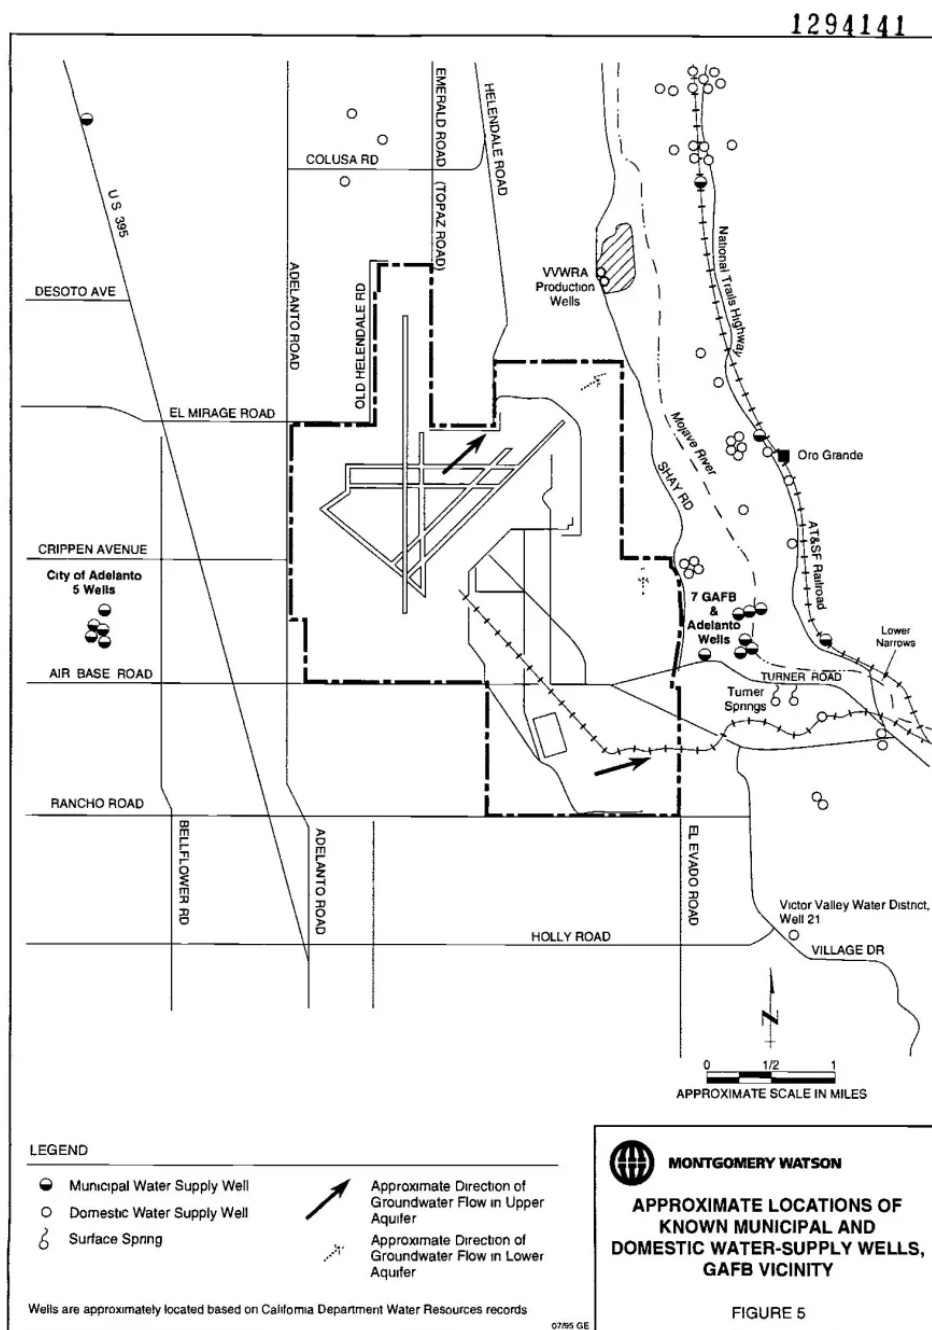 1294141
EMERALD ROAD (TOPAZ ROAD)
HELENDALE ROAD
COLUSA RD
U S 395
National Trails Highway
VVWRA
Production
Wells
DESOTO AVE
ADELANTO ROAD
OLD HELENDALE RD
EL MIRAGE ROAD
Mojave River
Oro Grande
SHAY RD
CRIPPEN AVENUE
City of Adelanto
5 Wells
AT&SF Railroad
7 GAFB
&
Adelanto
Wells
Lower
Narrows
AIR BASE ROAD
TURNER ROAD
Turner
Springs
RANCHO ROAD
BELLFLOWER RD
ADELANTO ROAD
EL EVADO ROAD
Victor Valley Water District,
Well 21
HOLLY ROAD
VILLAGE DR
N
0 1/2 1
APPROXIMATE SCALE IN MILES
LEGEND
Municipal Water Supply Well
Domestic Water Supply Well
Surface Spring
Approximate Direction of
Groundwater Flow in Upper
Aquifer
Approximate Direction of
Groundwater Flow in Lower
Aquifer
Wells are approximately located based on California Department Water Resources records
07/95 GE
MONTGOMERY WATSON
APPROXIMATE LOCATIONS OF
KNOWN MUNICIPAL AND
DOMESTIC WATER-SUPPLY WELLS,
GAFB VICINITY
FIGURE 5